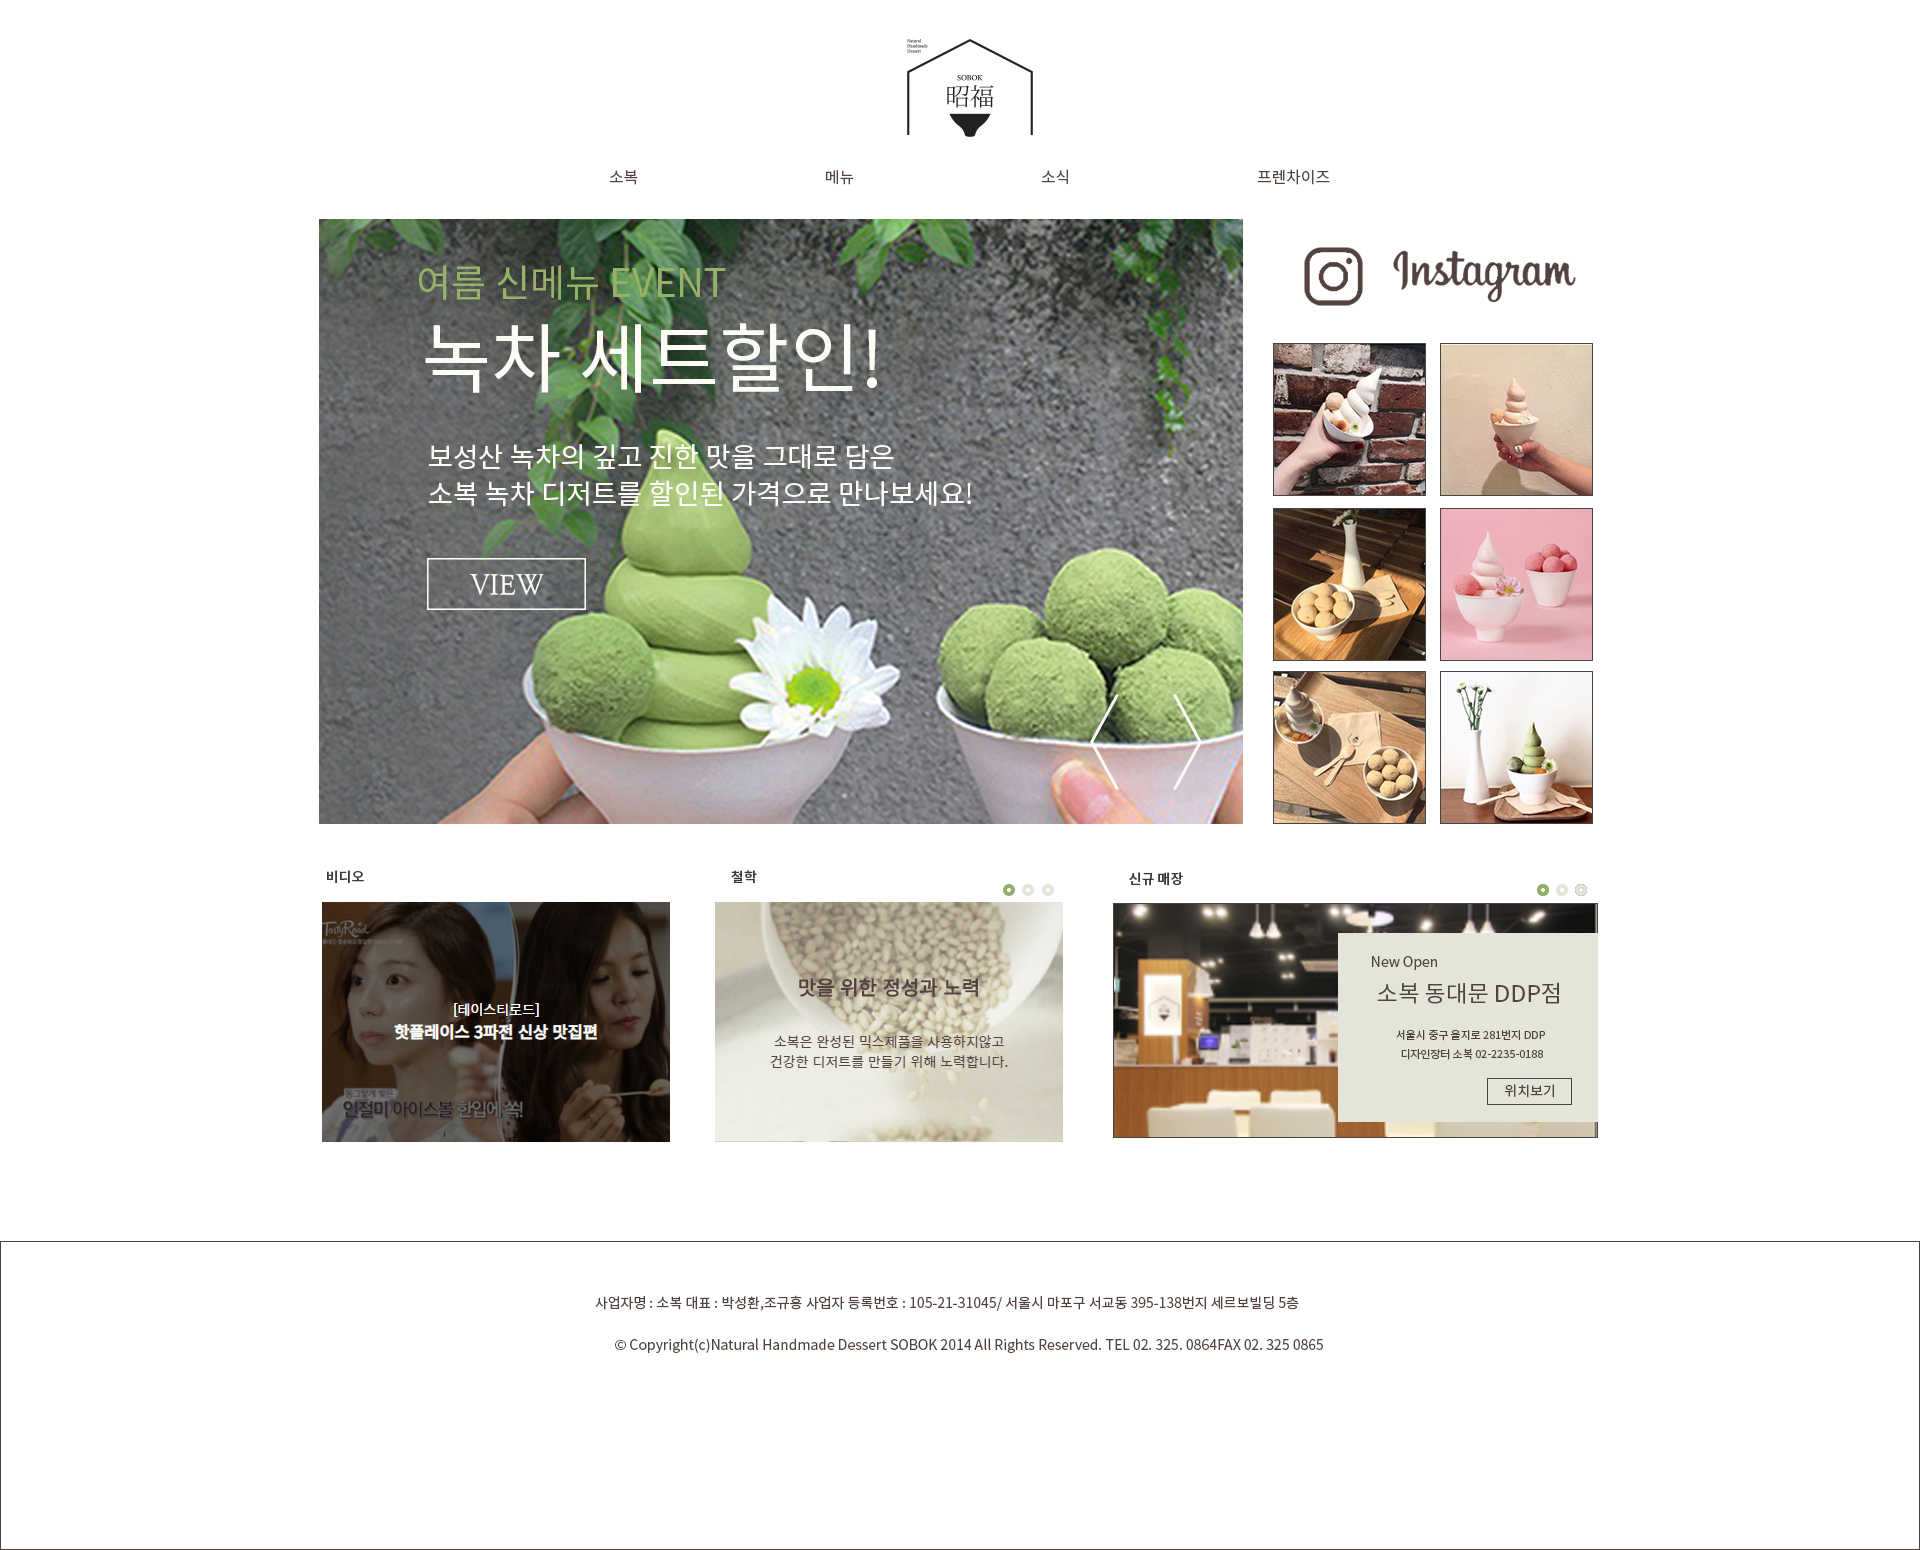 Natural
Handmade
Dessert
SOBOK
昭福
소복
메뉴
소식
프렌차이즈
여름 신메뉴 EVENT
녹차 세트할인!
보성산 녹차의 깊고 진한 맛을 그대로 담은
소복 녹차 디저트를 할인된 가격으로 만나보세요!
VIEW
Instagram
비디오
TastyRoad
[테이스티로드]
핫플레이스 3파전 신상 맛집편
동그랗게 빚은
인절미 아이스볼 한입에 쏙!
철학
맛을 위한 정성과 노력
소복은 완성된 믹스제품을 사용하지않고
건강한 디저트를 만들기 위해 노력합니다.
신규 매장
New Open
소복 동대문 DDP점
서울시 중구 을지로 281번지 DDP
디자인장터 소복 02-2235-0188
위치보기
사업자명 : 소복 대표 : 박성환,조규흥 사업자 등록번호 : 105-21-31045/ 서울시 마포구 서교동 395-138번지 세르보빌딩 5층
© Copyright(c)Natural Handmade Dessert SOBOK 2014 All Rights Reserved. TEL 02. 325. 0864FAX 02. 325 0865